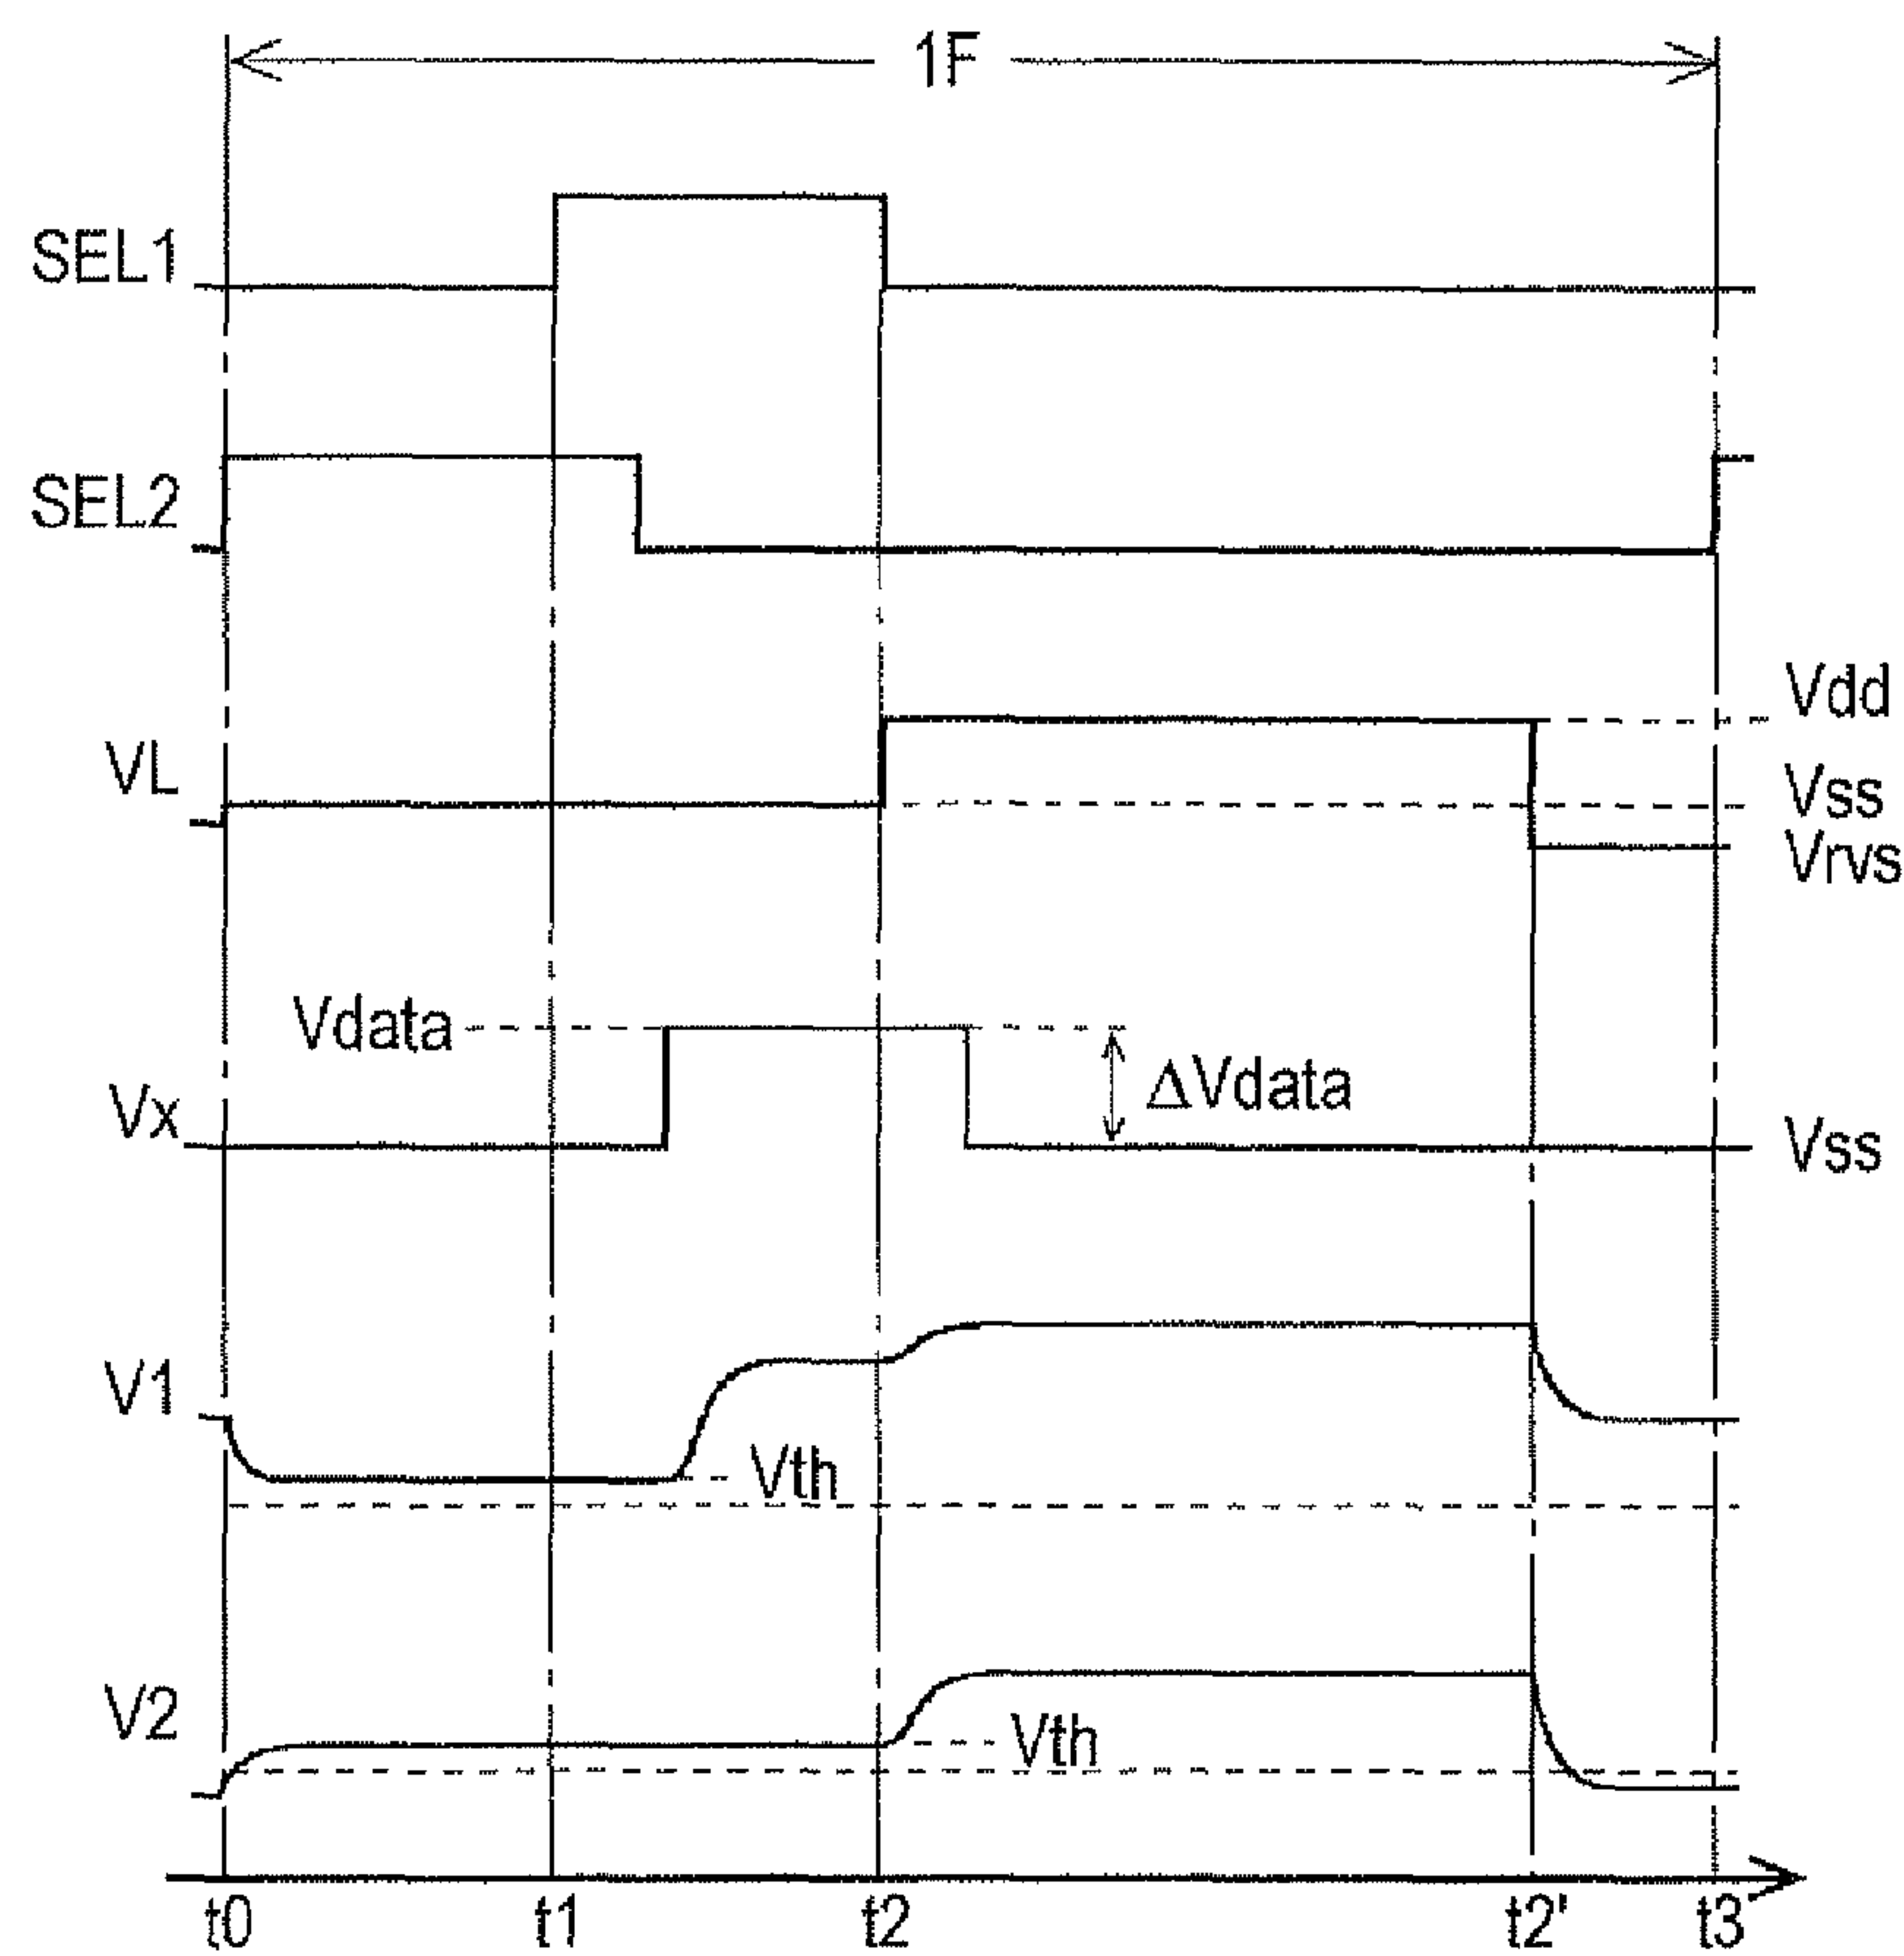 1F
SEL1
SEL2
Vdd
VL
Vss
Vrvs
Vdata
ΔVdata
Vx
Vss
V1
Vth
V2
Vth
t0 t1 t2 t2' t3